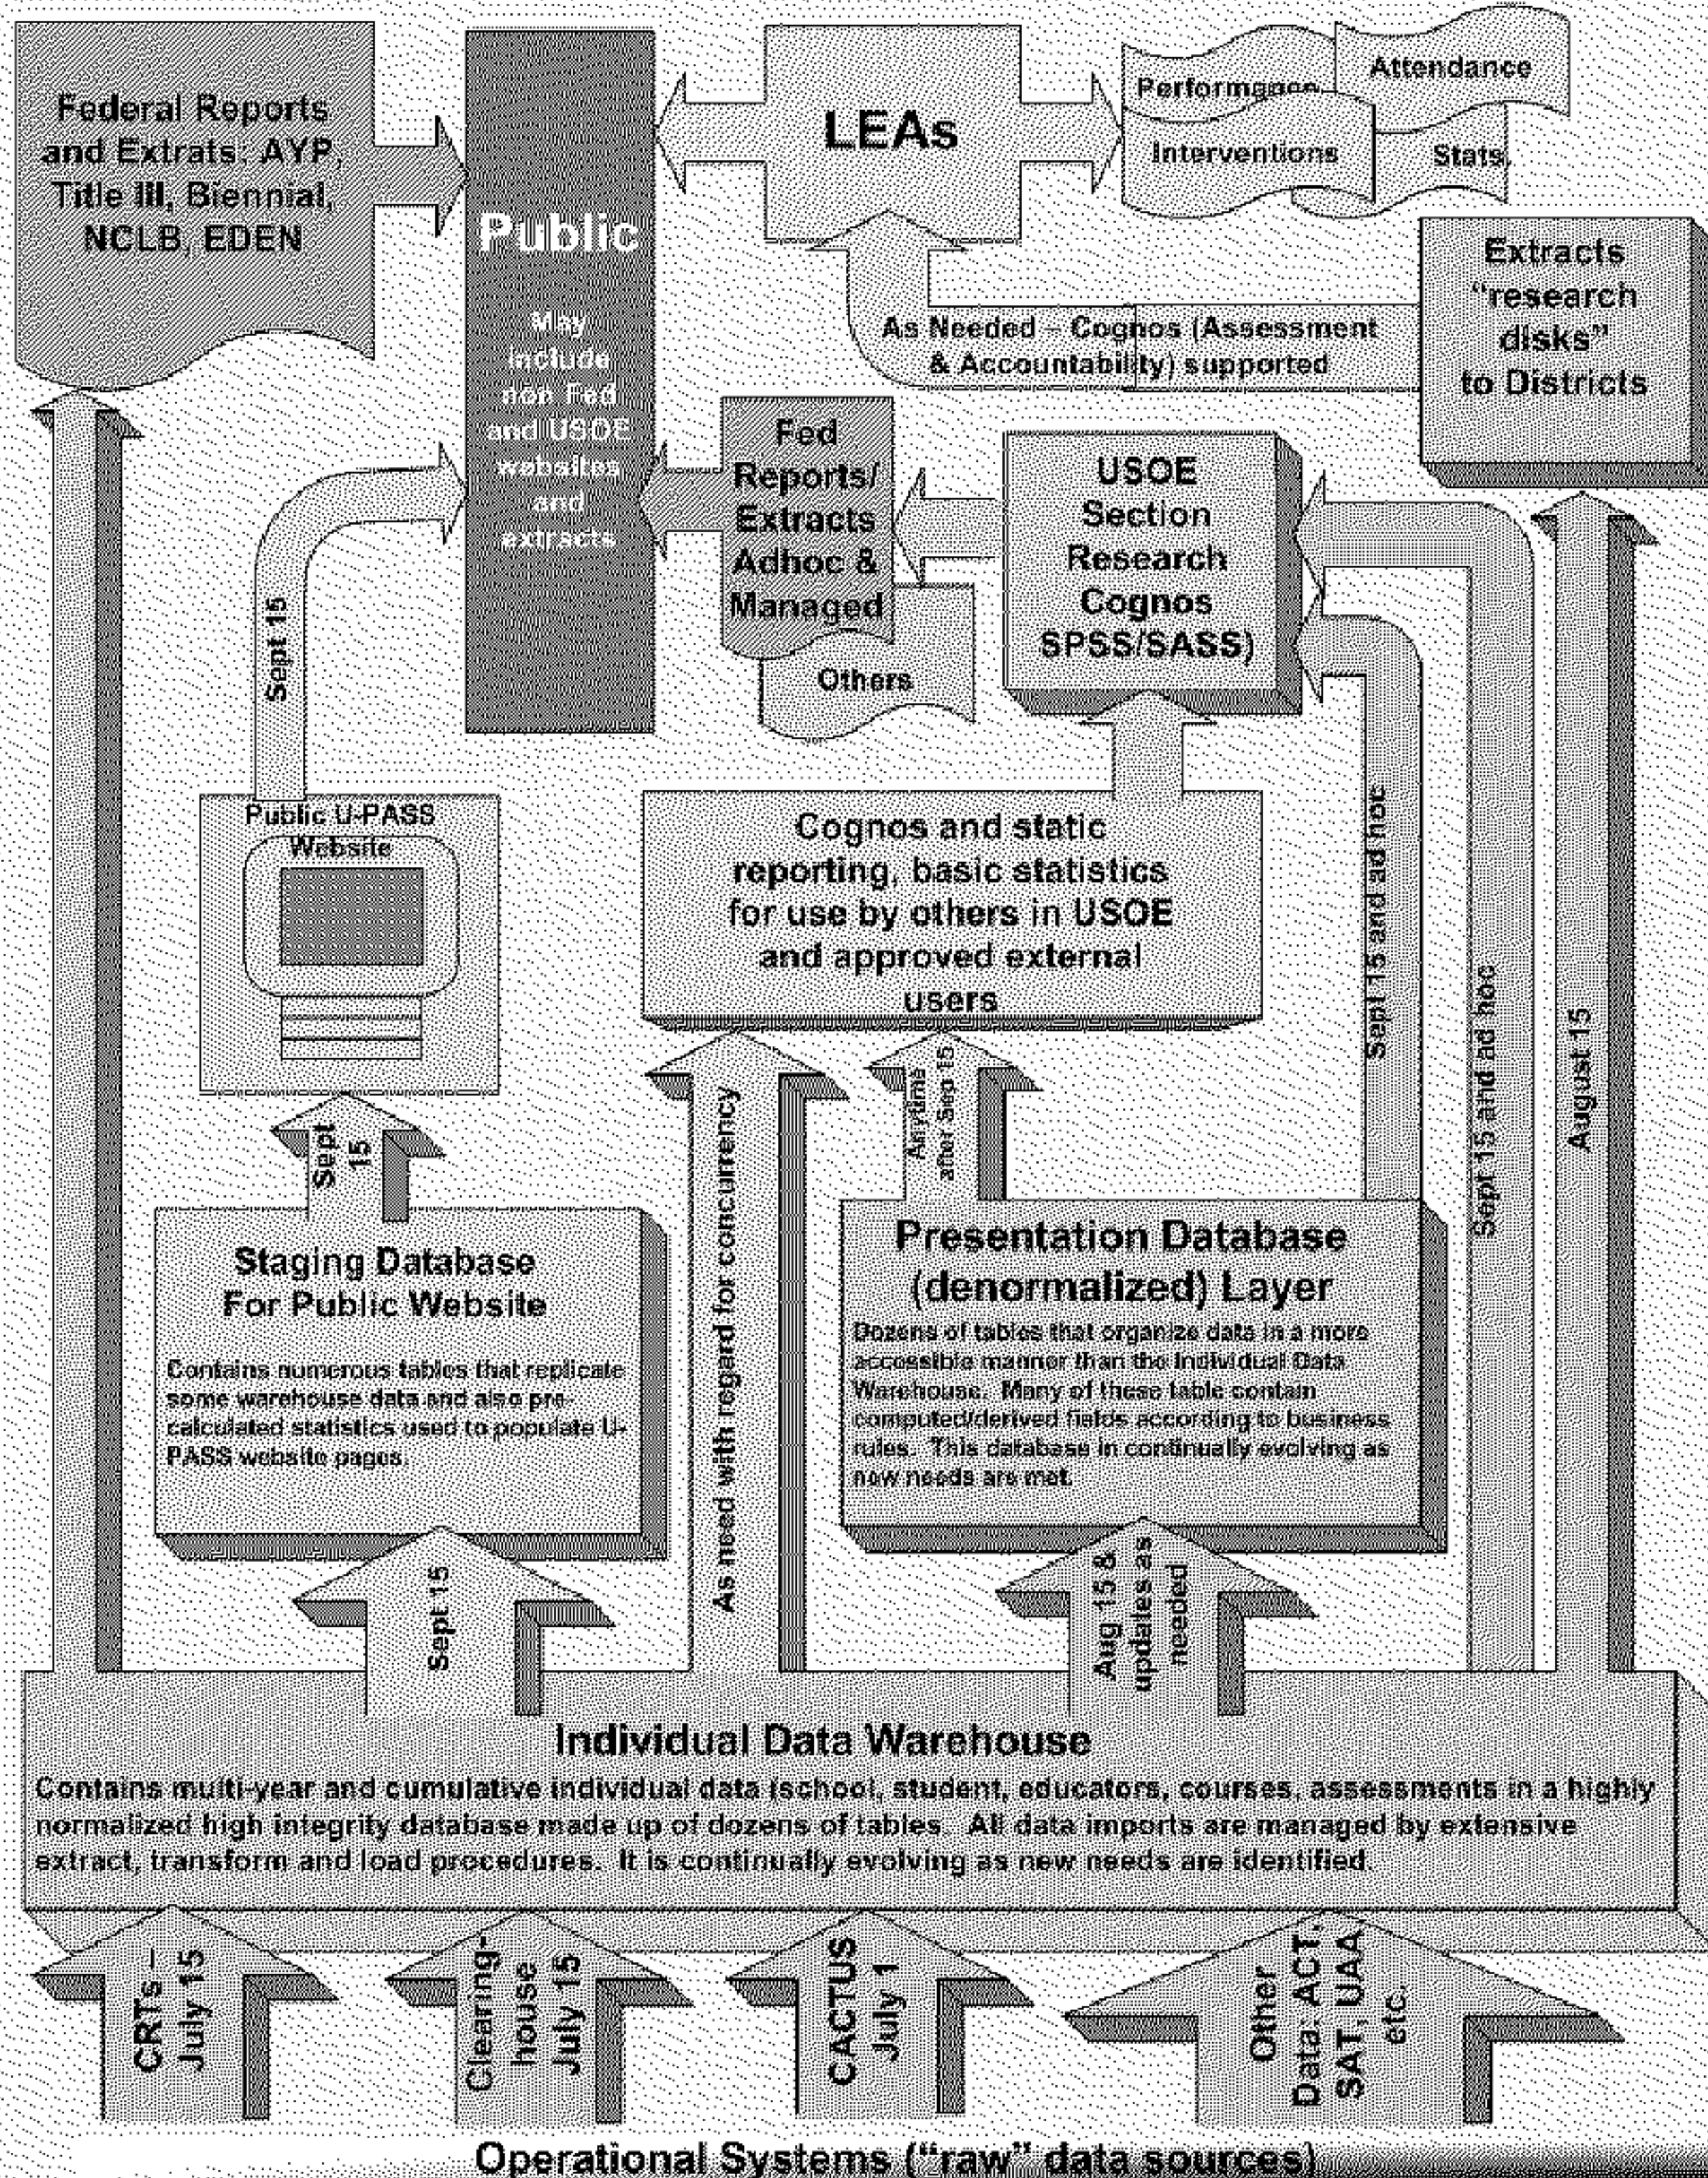 Federal Reports
and Extrats: AYP,
Title III, Biennial,
NCLB, EDEN
Public
May
include
non Fed
and USOE
websites
and
extracts
LEAs
Performance
Attendance
Interventions
Stats
Extracts
“research
disks”
to Districts
As Needed – Cognos (Assessment
& Accountability) supported
Fed
Reports/
Extracts
Adhoc &
Managed
Others
USOE
Section
Research
Cognos
SPSS/SASS)
Sept 15
Public U-PASS
Website
Cognos and static
reporting, basic statistics
for use by others in USOE
and approved external
users
Sept 15 and ad hoc
Sept 15 and ad hoc
August 15
Sept
15
As need with regard for concurrency
Anytime
after Sep 15
Staging Database
For Public Website
Contains numerous tables that replicate
some warehouse data and also pre-
calculated statistics used to populate U-
PASS website pages.
Presentation Database
(denormalized) Layer
Dozens of tables that organize data in a more
accessible manner than the Individual Data
Warehouse. Many of these table contain
computed/derived fields according to business
rules. This database in continually evolving as
new needs are met.
Sept 15
Aug 15 &
updates as
needed
Individual Data Warehouse
Contains multi-year and cumulative individual data (school, student, educators, courses, assessments in a highly
normalized high integrity database made up of dozens of tables. All data imports are managed by extensive
extract, transform and load procedures. It is continually evolving as new needs are identified.
CRTs –
July 15
Clearing-
house
July 15
CACTUS
July 1
Other
Data: ACT,
SAT, UAA,
etc.
Operational Systems (“raw” data sources)